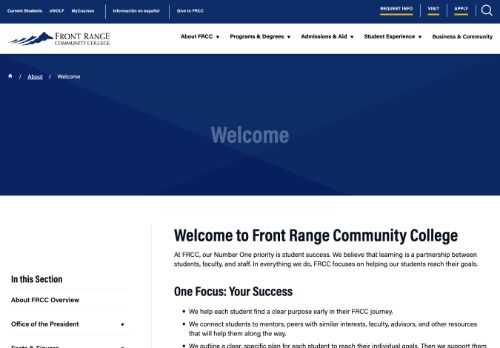 Current Students eWOLF MyCourses Información en español Give to FRCC REQUEST INFO VISIT APPLY
FRONT RANGE
COMMUNITY COLLEGE
About FRCC Programs & Degrees Admissions & Aid Student Experience Business & Community
/ About / Welcome
Welcome
Welcome to Front Range Community College
At FRCC, our Number One priority is student success. We believe that learning is a partnership between
students, faculty, and staff. In everything we do, FRCC focuses on helping our students reach their goals.
In this Section
One Focus: Your Success
About FRCC Overview
• We help each student find a clear purpose early in their FRCC journey.
Office of the President
• We connect students to mentors, peers with similar interests, faculty, advisors, and other resources
that will help them along the way.
• We outline a clear, specific plan for each student to reach their individual goals. Then we support them
Facts & Figures